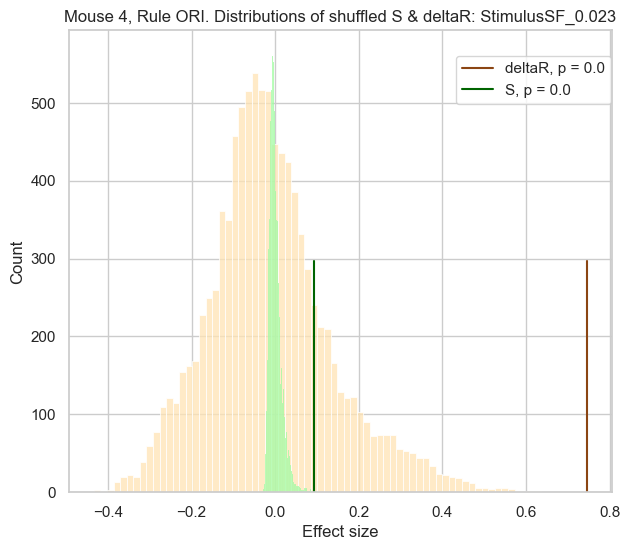 Mouse 4, Rule ORI. Distributions of shuffled S & deltaR: StimulusSF_0.023
deltaR, p = 0.0
S, p = 0.0
Count
500
400
300
200
100
0
−0.4
−0.2
0.0
0.2
0.4
0.6
0.8
Effect size